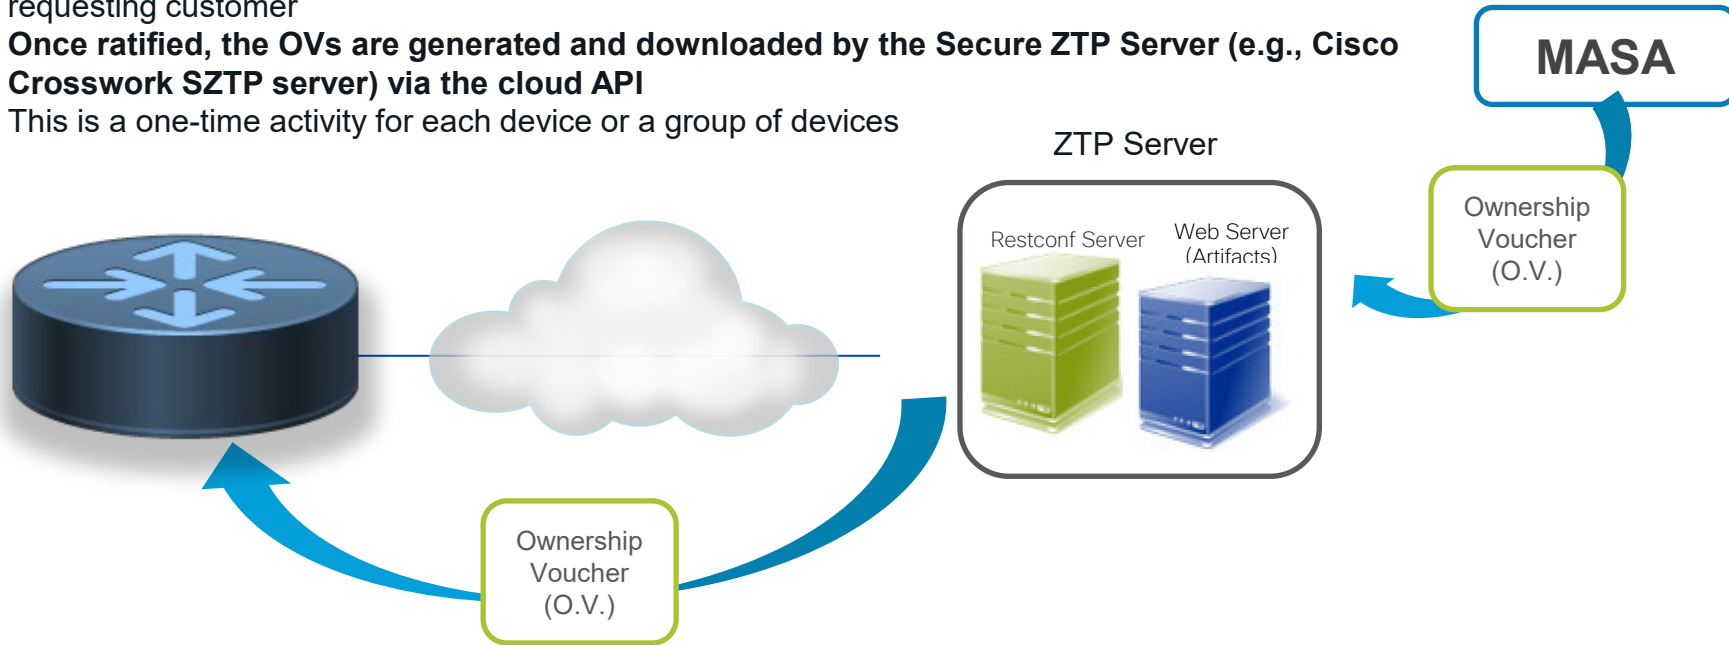 requesting customer
Once ratified, the OVs are generated and downloaded by the Secure ZTP Server (e.g., Cisco
Crosswork SZTP server) via the cloud API
This is a one-time activity for each device or a group of devices
MASA
ZTP Server
Restconf Server
Web Server
(Artifacts)
Ownership
Voucher
(O.V.)
Ownership
Voucher
(O.V.)